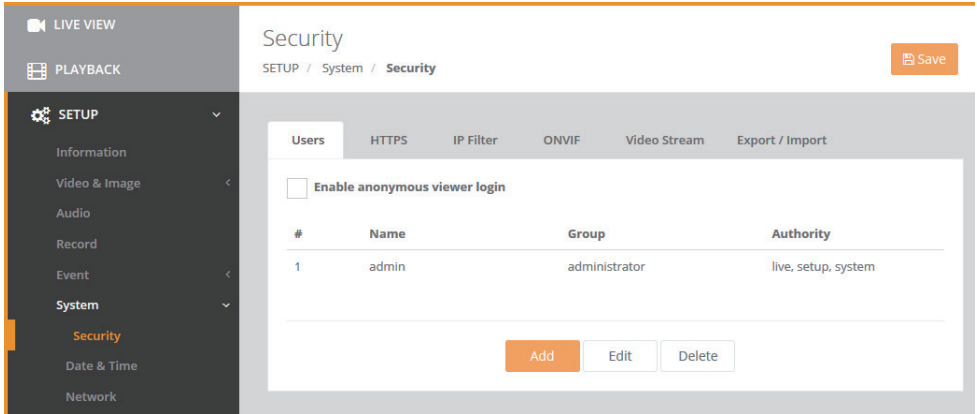 LIVE VIEW
PLAYBACK
SETUP
Information
Video & Image
Audio
Record
Event
System
Security
Date & Time
Network
Security
SETUP / System / Security
Save
Users HTTPS IP Filter ONVIF Video Stream Export / Import
Enable anonymous viewer login
# Name Group Authority
1 admin administrator live, setup, system
Add Edit Delete